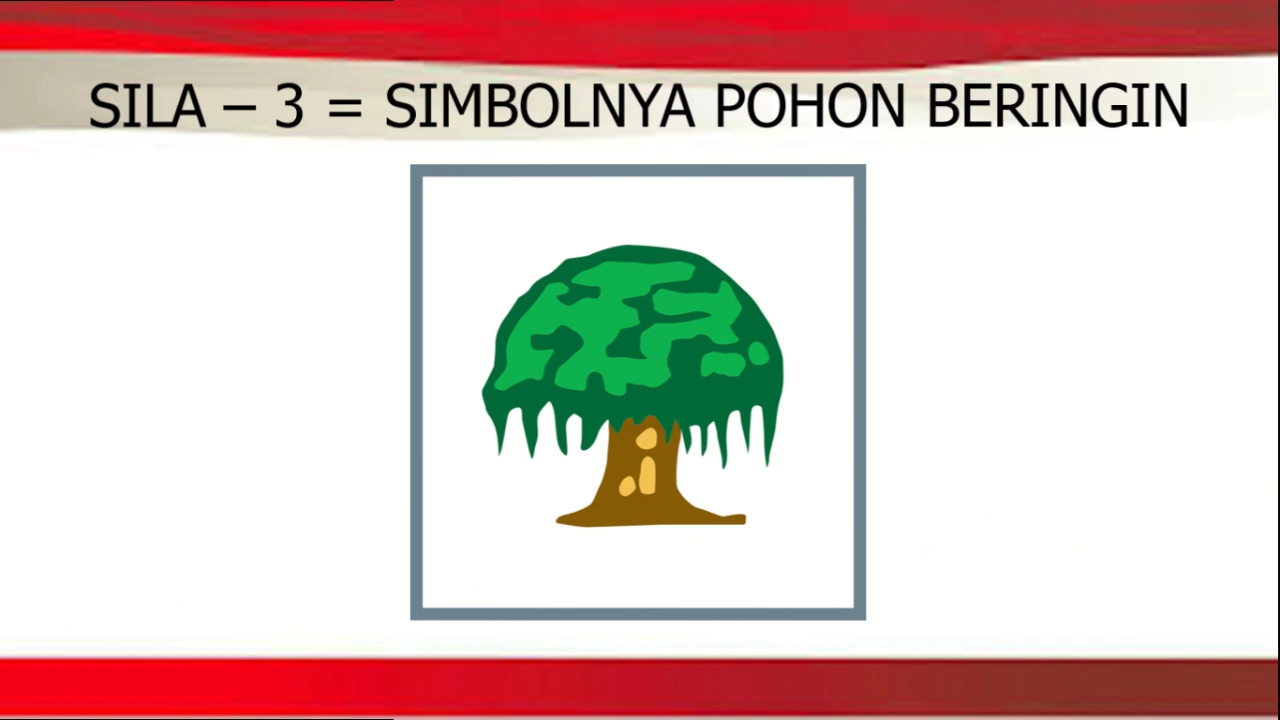 SILA – 3 = SIMBOLNYA POHON BERINGIN